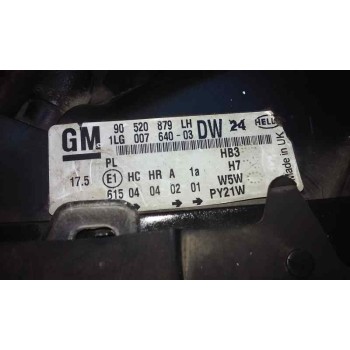 GM
90 520 879 LH
1LG 007 640-03 DW 24
HELLA
Made in UK
PL
HB3
17.5 E1 HC HR A 1a
H7
W5W
615 04 04 02 01 PY21W